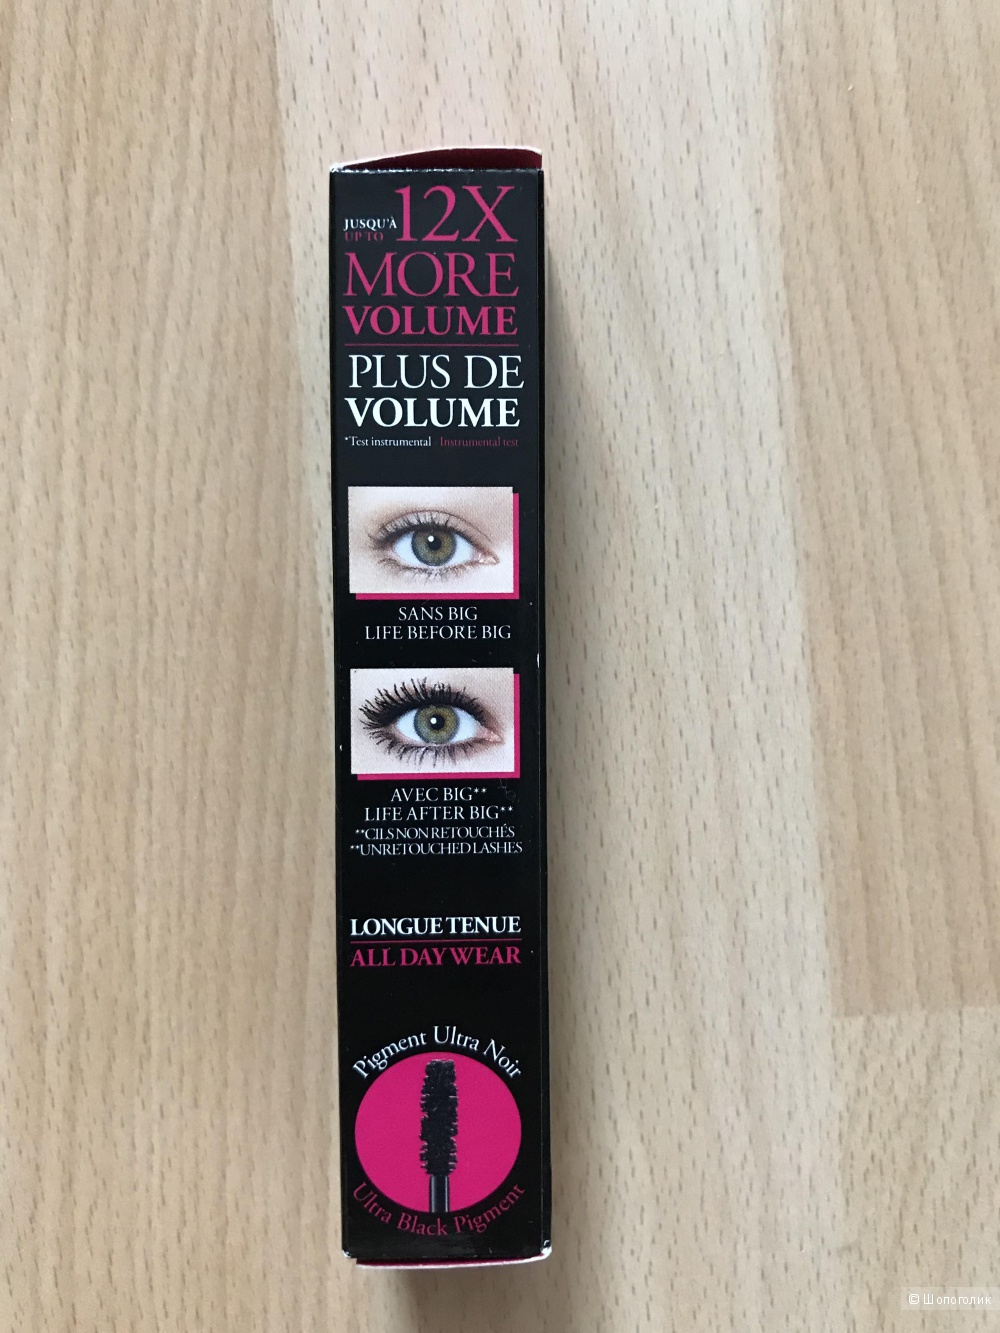 JUSQU'À
UP TO
12X
MORE
VOLUME
PLUS DE
VOLUME
*Test instrumental Instrumental test
SANS BIG
LIFE BEFORE BIG
AVEC BIG**
LIFE AFTER BIG**
**CILS NON RETOUCHÉS
**UNRETOUCHED LASHES
LONGUE TENUE
ALL DAY WEAR
Pigment Ultra Noir
Ultra Black Pigment
© Шопоголик